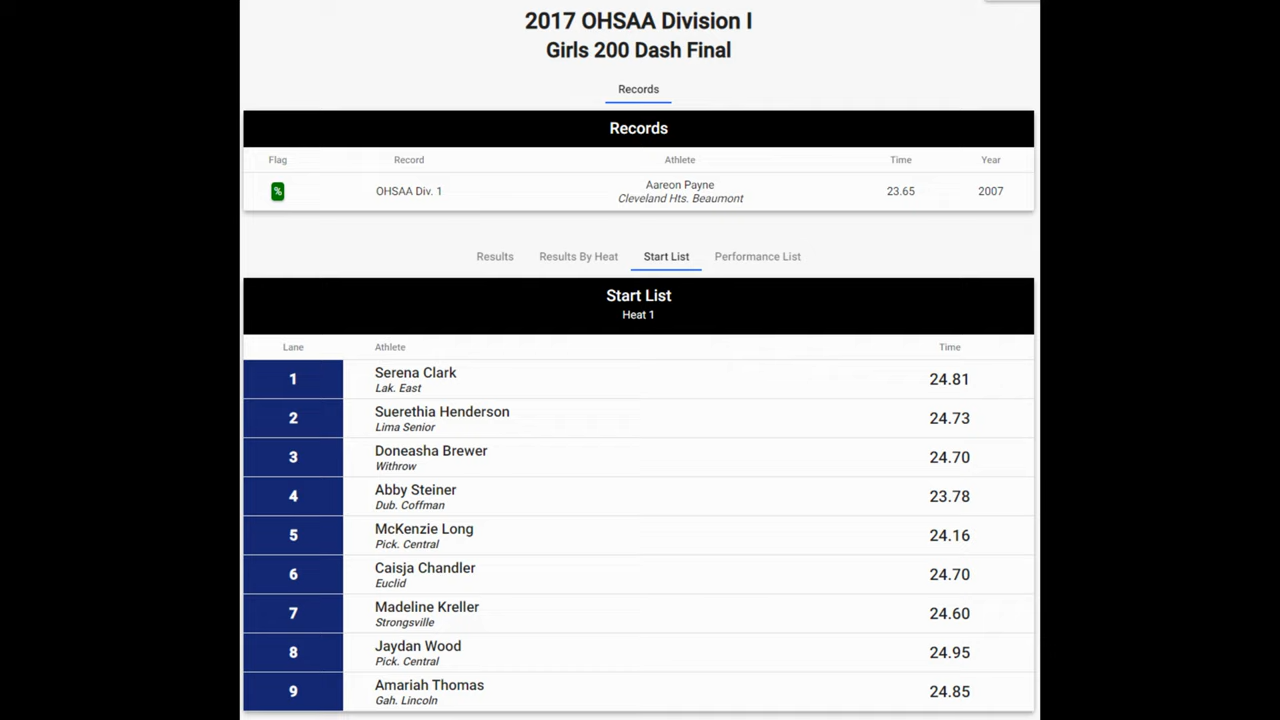 2017 OHSAA Division I
Girls 200 Dash Final
Records
Records
Flag Record Athlete Time Year
% OHSAA Div. 1 Aareon Payne 23.65 2007
Cleveland Hts. Beaumont
Results Results By Heat Start List Performance List
Start List
Heat 1
Lane Athlete Time
1 Serena Clark 24.81
Lak. East
2 Suerethia Henderson 24.73
Lima Senior
3 Doneasha Brewer 24.70
Withrow
4 Abby Steiner 23.78
Dub. Coffman
5 McKenzie Long 24.16
Pick. Central
6 Caisja Chandler 24.70
Euclid
7 Madeline Kreller 24.60
Strongsville
8 Jaydan Wood 24.95
Pick. Central
9 Amariah Thomas 24.85
Gah. Lincoln